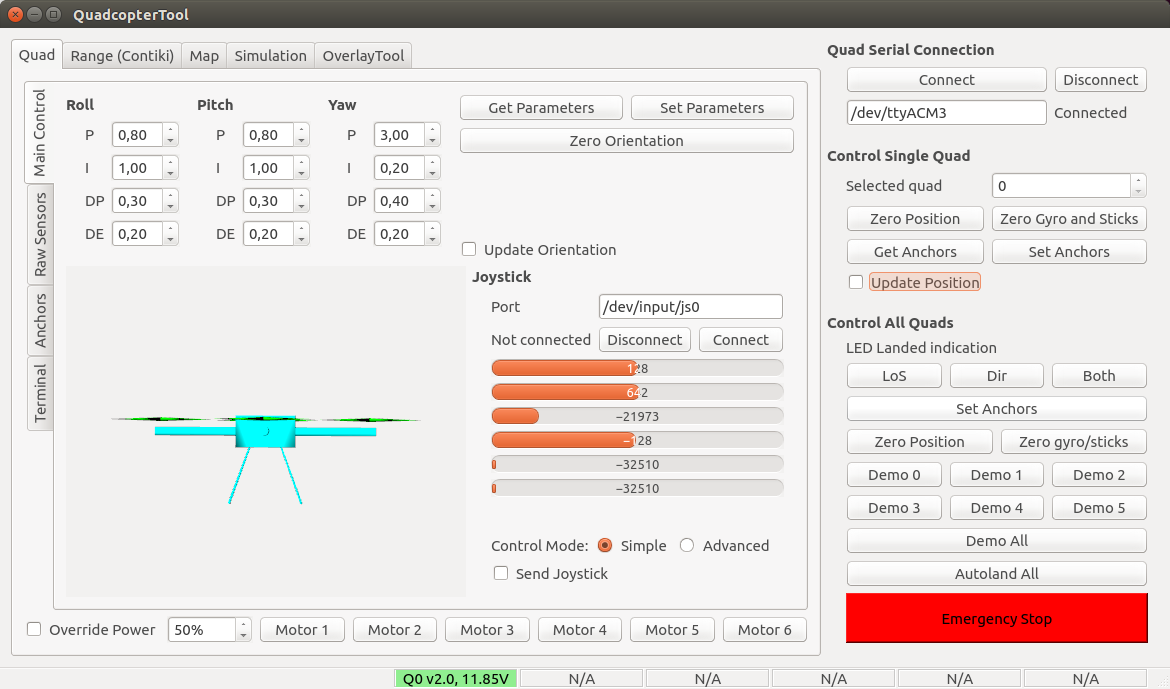 QuadcopterTool
Quad Range (Contiki) Map Simulation OverlayTool
Main Control
Raw Sensors
Anchors
Terminal
Roll Pitch Yaw
P 0,80 P 0,80 P 3,00
I 1,00 I 1,00 I 0,20
DP 0,30 DP 0,30 DP 0,40
DE 0,20 DE 0,20 DE 0,20
Get Parameters Set Parameters
Zero Orientation
Update Orientation
Joystick
Port /dev/input/js0
Not connected Disconnect Connect
128
642
−21973
−128
−32510
−32510
Control Mode: Simple Advanced
Send Joystick
Override Power 50% Motor 1 Motor 2 Motor 3 Motor 4 Motor 5 Motor 6
Quad Serial Connection
Connect Disconnect
/dev/ttyACM3 Connected
Control Single Quad
Selected quad 0
Zero Position Zero Gyro and Sticks
Get Anchors Set Anchors
Update Position
Control All Quads
LED Landed indication
LoS Dir Both
Set Anchors
Zero Position Zero gyro/sticks
Demo 0 Demo 1 Demo 2
Demo 3 Demo 4 Demo 5
Demo All
Autoland All
Emergency Stop
Q0 v2.0, 11.85V N/A N/A N/A N/A N/A